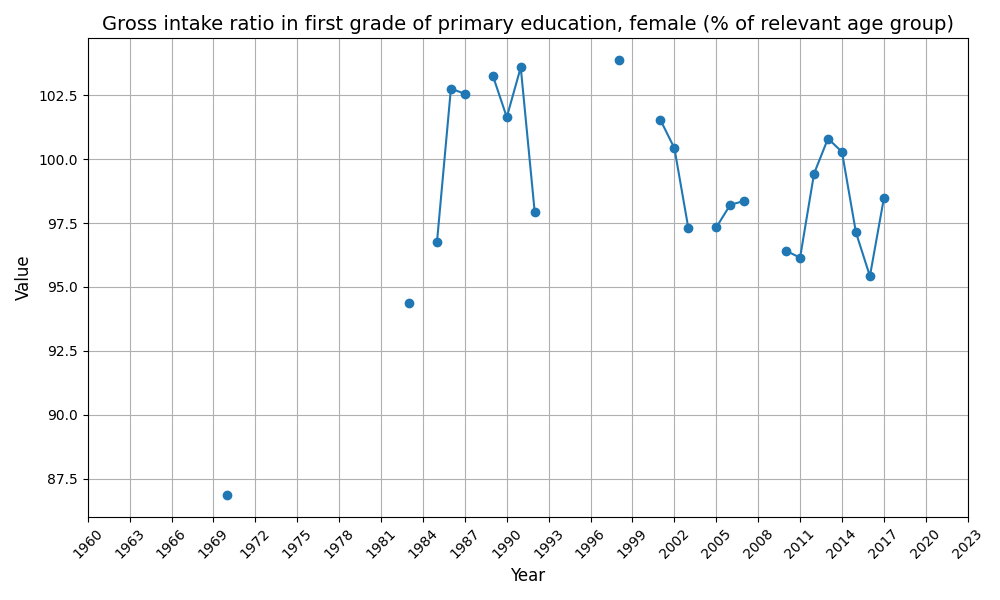 Gross intake ratio in first grade of primary education, female (% of relevant age group)
Value
102.5
100.0
97.5
95.0
92.5
90.0
87.5
1960 1963 1966 1969 1972 1975 1978 1981 1984 1987 1990 1993 1996 1999 2002 2005 2008 2011 2014 2017 2020 2023
Year